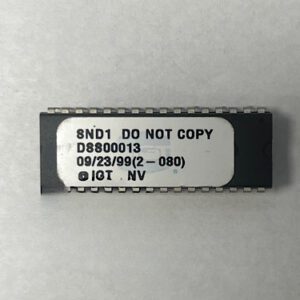 SND1 DO NOT COPY
D8800013
09/23/99(2-080)
©IGT NV